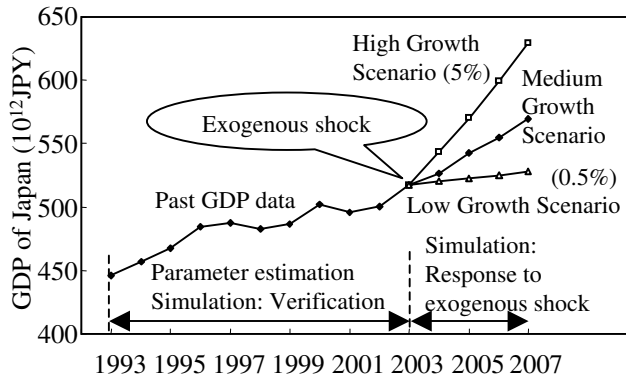 GDP of Japan (10¹²JPY)
650
600
550
500
450
400
High Growth
Scenario (5%)
Medium
Growth
Scenario
Exogenous shock
(0.5%)
Low Growth Scenario
Past GDP data
Parameter estimation
Simulation: Verification
Simulation:
Response to
exogenous shock
1993 1995 1997 1999 2001 2003 2005 2007